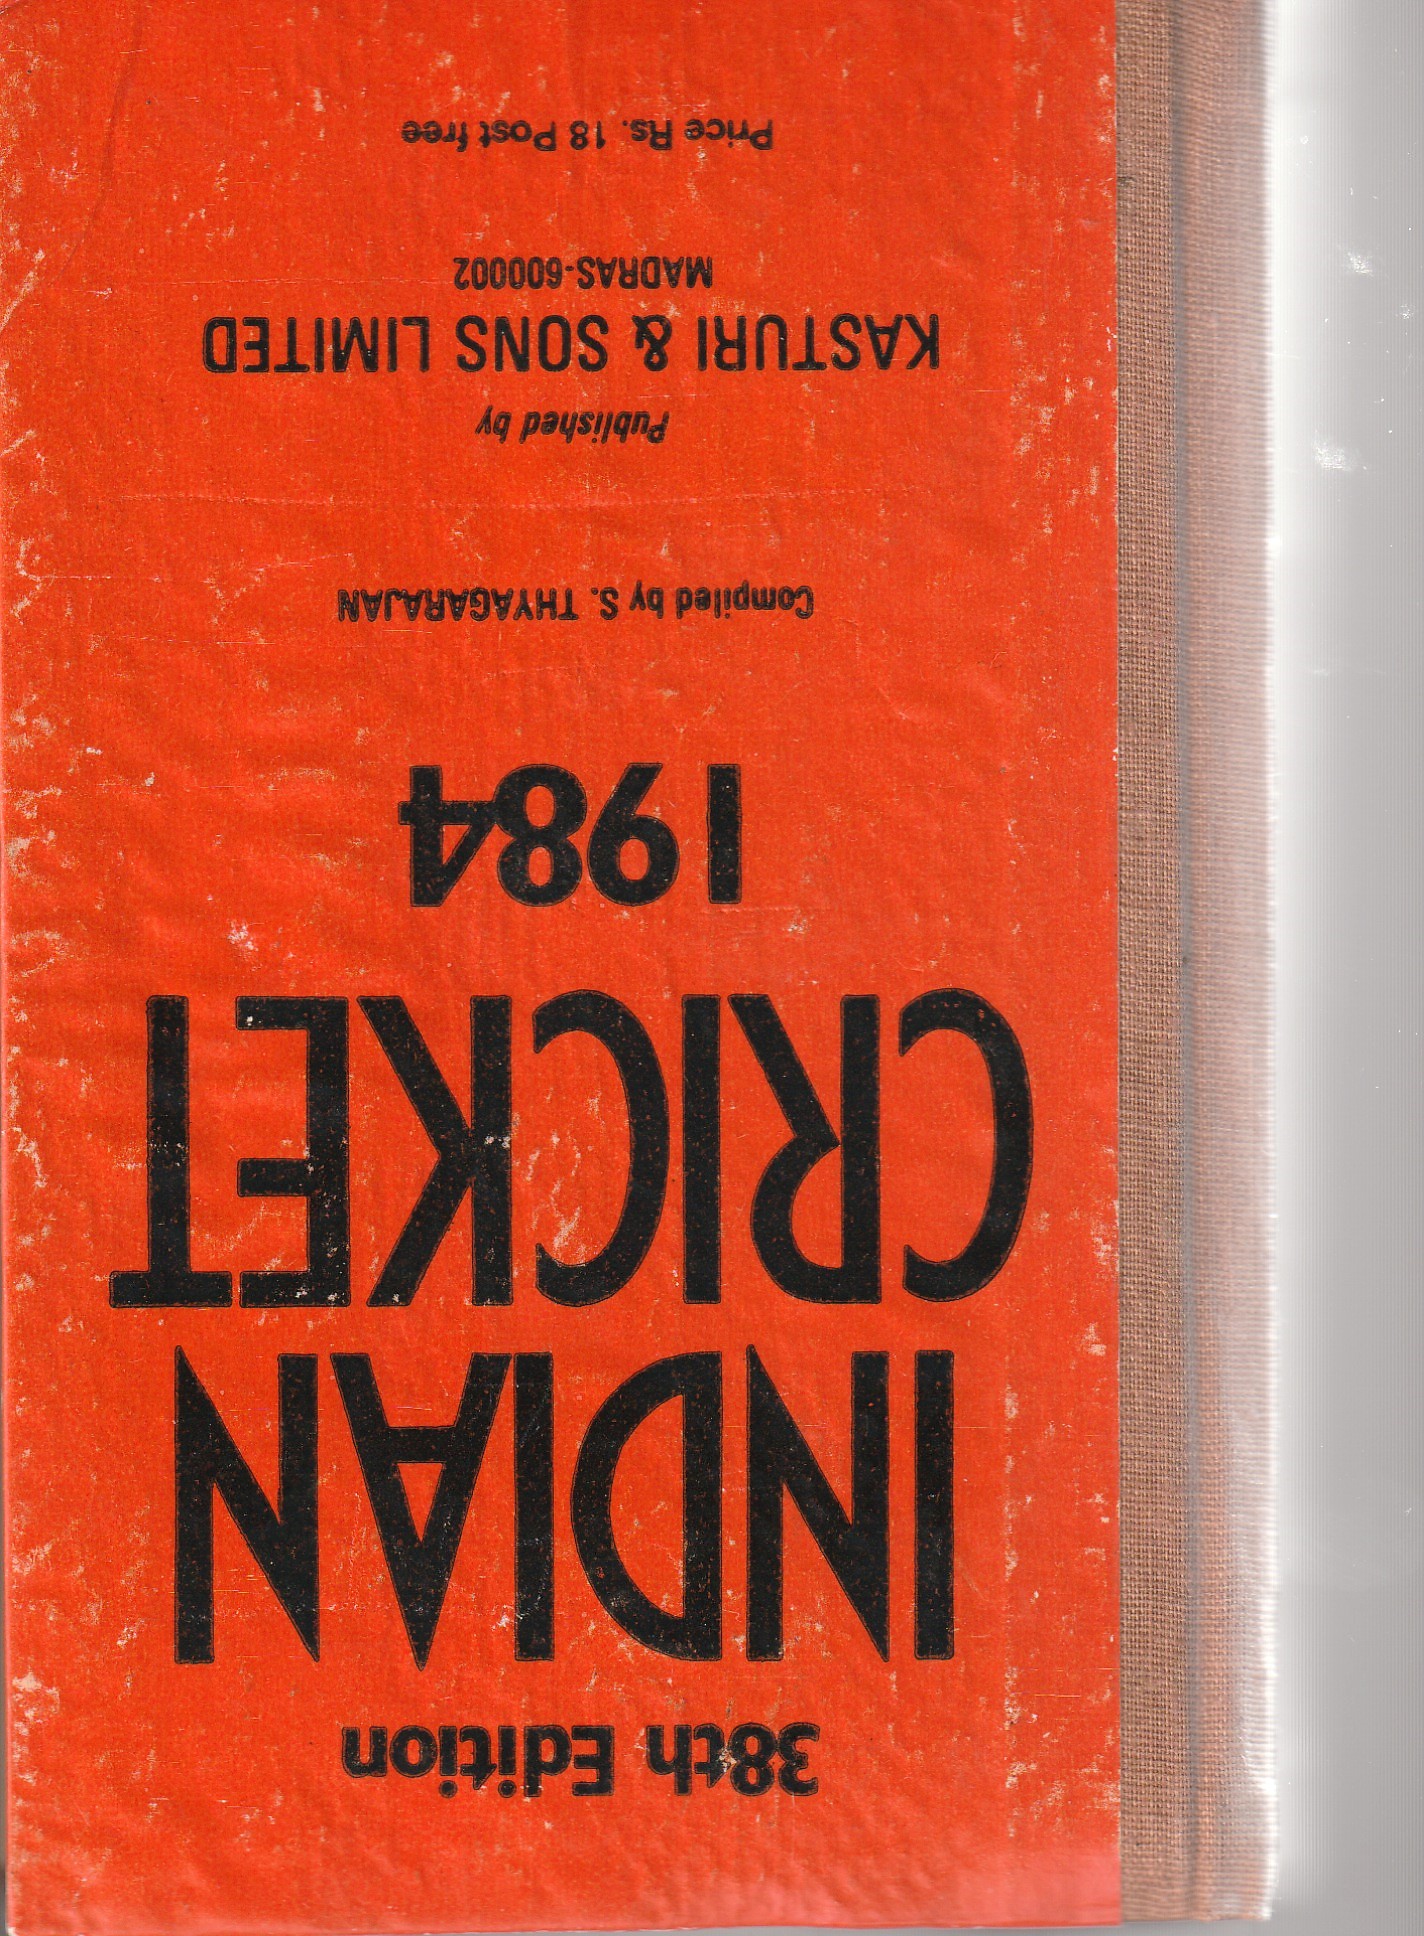 38th Edition
INDIAN
CRICKET
1984
Compiled by S. THYAGARAJAN
Published by
KASTURI & SONS LIMITED
MADRAS-600002
Price Rs. 18 Post free